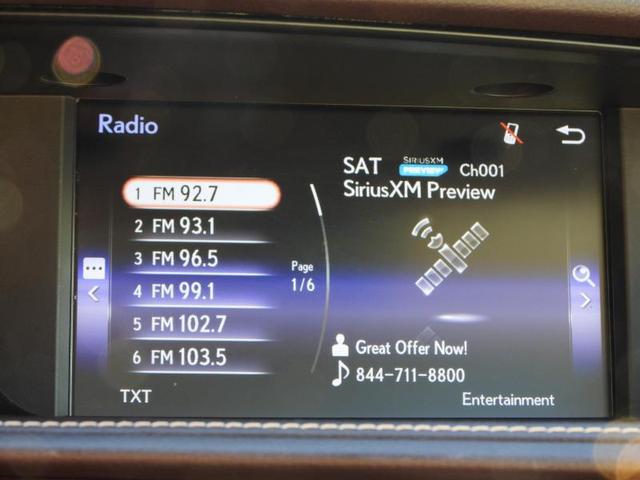 Radio
SAT SIRIUSXM PREVIEW Ch001
SiriusXM Preview
1 FM 92.7
2 FM 93.1
3 FM 96.5
4 FM 99.1
5 FM 102.7
6 FM 103.5
Page
1/6
Great Offer Now!
844-711-8800
TXT
Entertainment